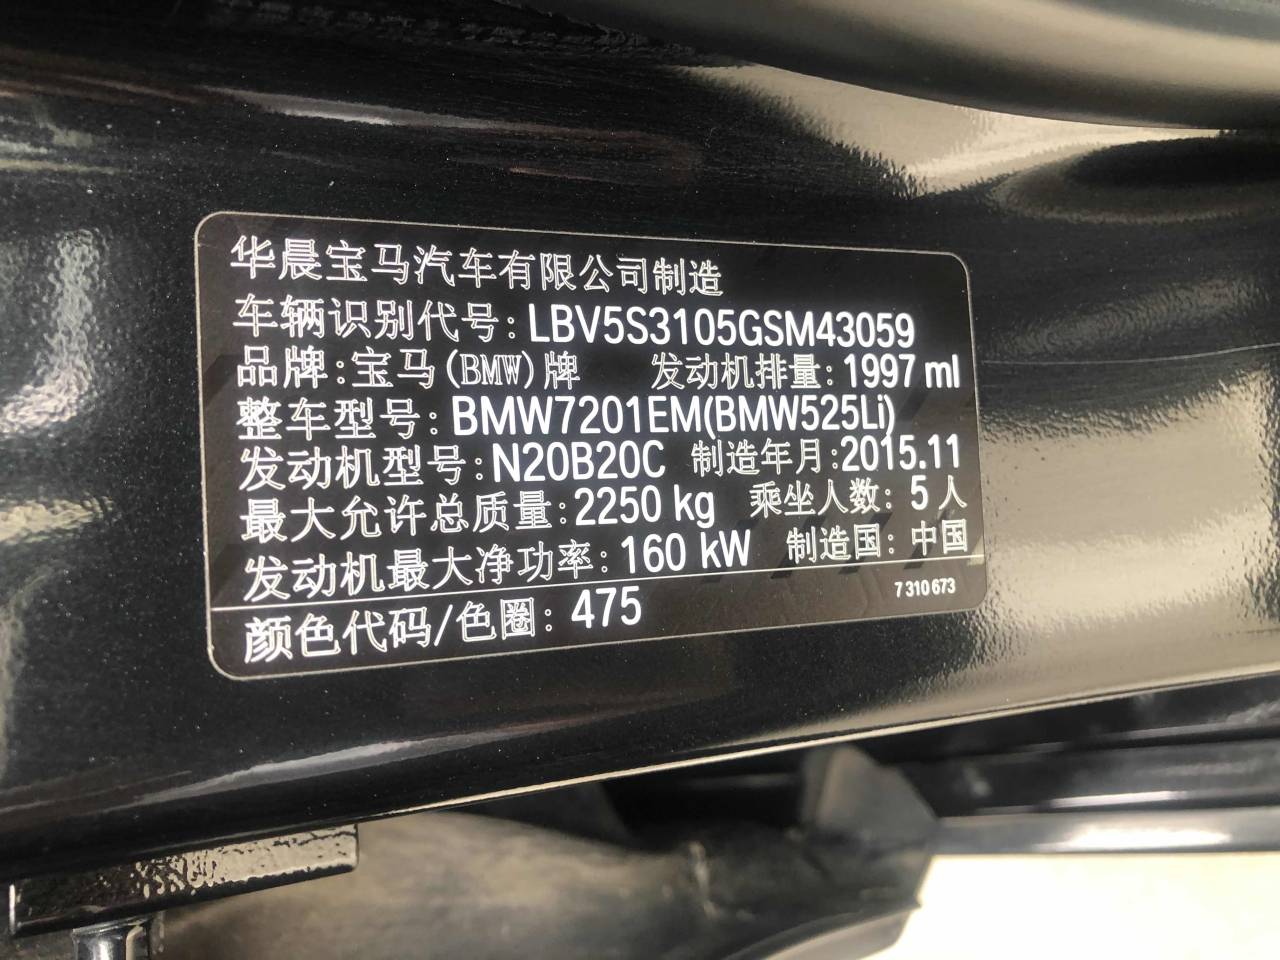 华晨宝马汽车有限公司制造
车辆识别代号: LBV5S3105GSM43059
品牌:宝马(BMW)牌 发动机排量: 1997 ml
整车型号: BMW7201EM(BMW525Li)
发动机型号: N20B20C 制造年月:2015.11
最大允许总质量:2250 kg 乘坐人数: 5 人
发动机最大净功率: 160 kW 制造国: 中国
颜色代码/色圈: 475 7 310 673